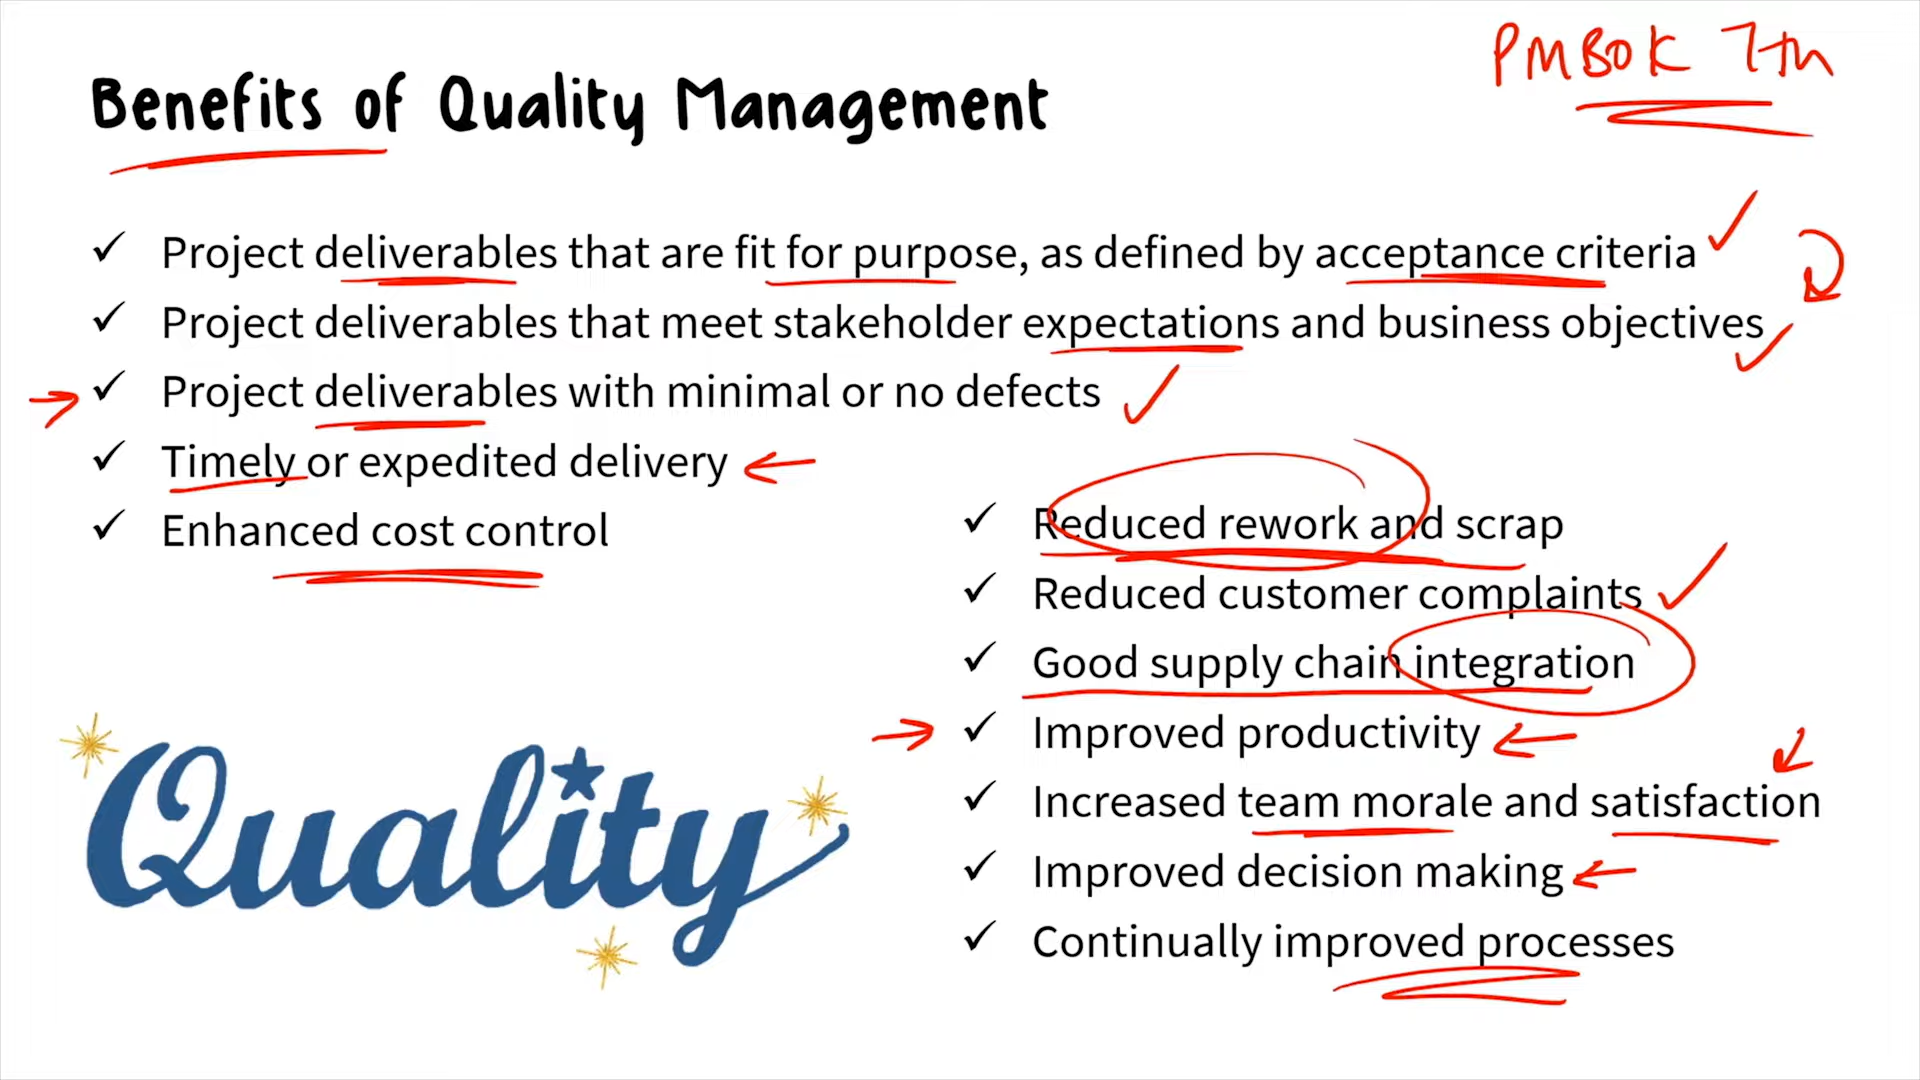 PMBOK 7th
Benefits of Quality Management
✓ Project deliverables that are fit for purpose, as defined by acceptance criteria
✓ Project deliverables that meet stakeholder expectations and business objectives
✓ Project deliverables with minimal or no defects
✓ Timely or expedited delivery
✓ Enhanced cost control
✓ Reduced rework and scrap
✓ Reduced customer complaints
✓ Good supply chain integration
✓ Improved productivity
✓ Increased team morale and satisfaction
✓ Improved decision making
✓ Continually improved processes
Quality